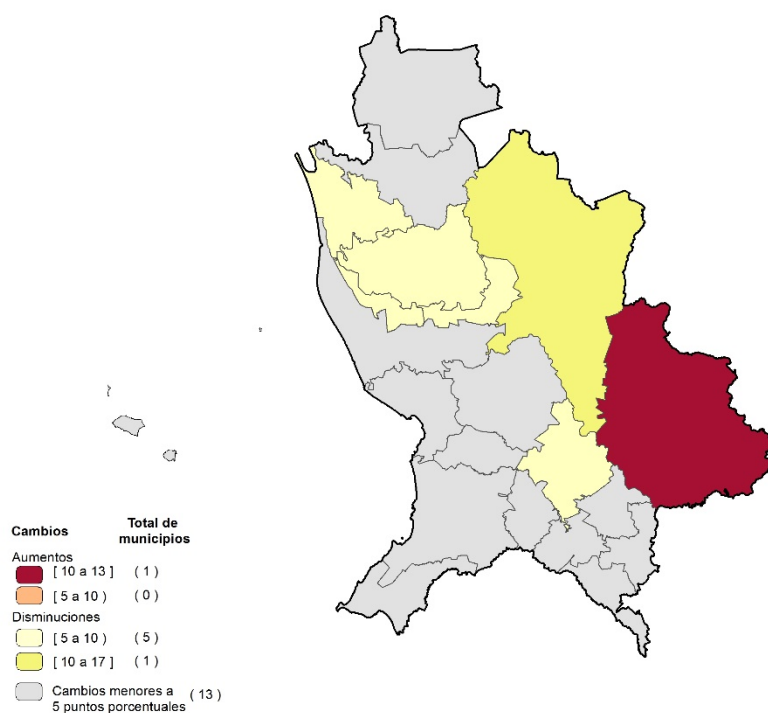 Cambios Total de municipios
Aumentos
[ 10 a 13 ] ( 1 )
[ 5 a 10 ) ( 0 )
Disminuciones
[ 5 a 10 ) ( 5 )
[ 10 a 17 ] ( 1 )
Cambios menores a ( 13 )
5 puntos porcentuales